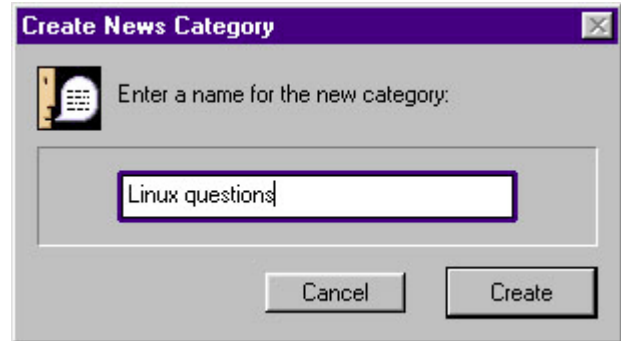 Create News Category
Enter a name for the new category:
Linux questions
Cancel
Create